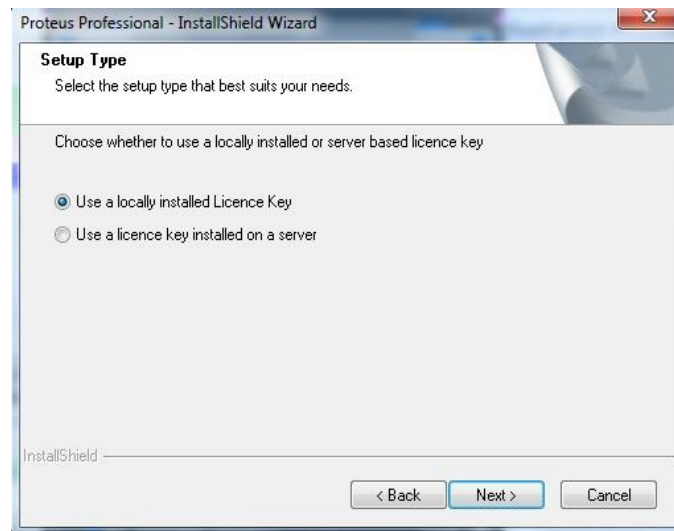 Proteus Professional - InstallShield Wizard
Setup Type
Select the setup type that best suits your needs.
Choose whether to use a locally installed or server based licence key
Use a locally installed Licence Key
Use a licence key installed on a server
InstallShield
< Back Next > Cancel